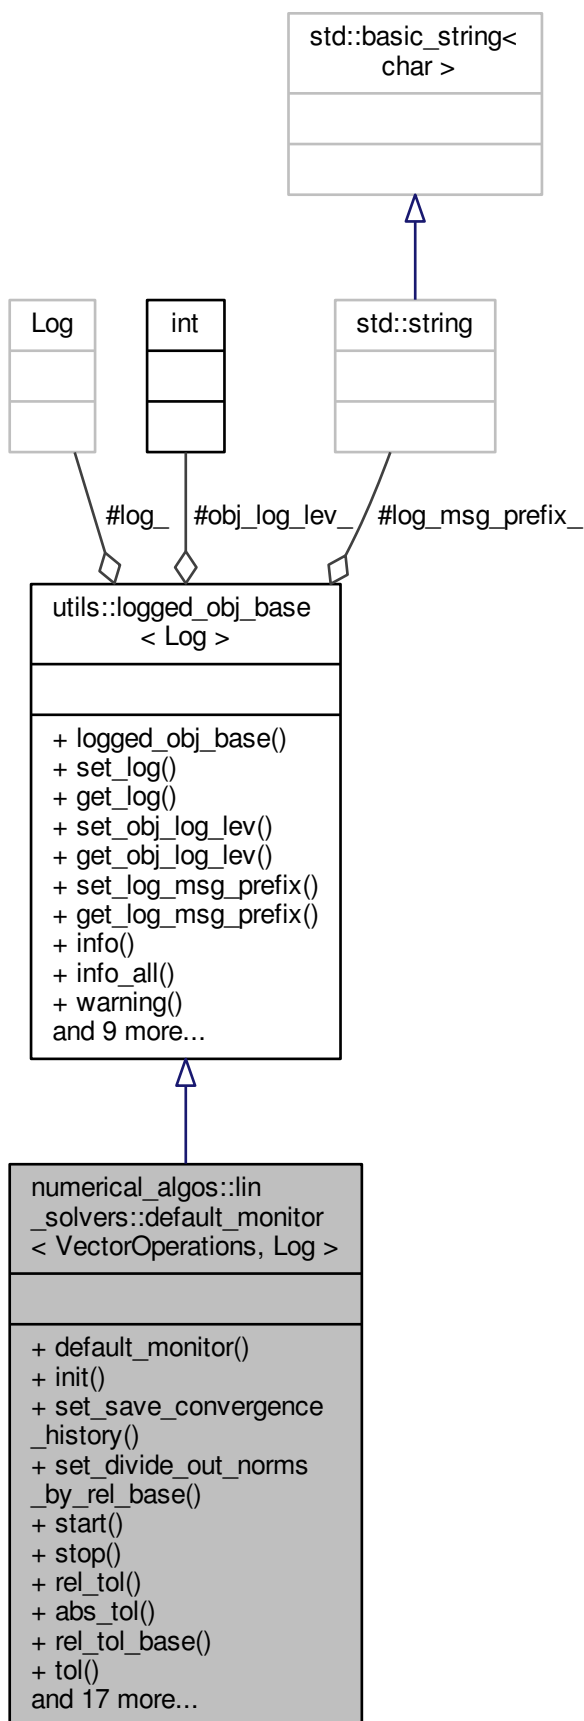 std::basic_string<
char >
Log
int
std::string
#log_
#obj_log_lev_
#log_msg_prefix_
utils::logged_obj_base
< Log >
+ logged_obj_base()
+ set_log()
+ get_log()
+ set_obj_log_lev()
+ get_obj_log_lev()
+ set_log_msg_prefix()
+ get_log_msg_prefix()
+ info()
+ info_all()
+ warning()
and 9 more...
numerical_algos::lin
_solvers::default_monitor
< VectorOperations, Log >
+ default_monitor()
+ init()
+ set_save_convergence
_history()
+ set_divide_out_norms
_by_rel_base()
+ start()
+ stop()
+ rel_tol()
+ abs_tol()
+ rel_tol_base()
+ tol()
and 17 more...